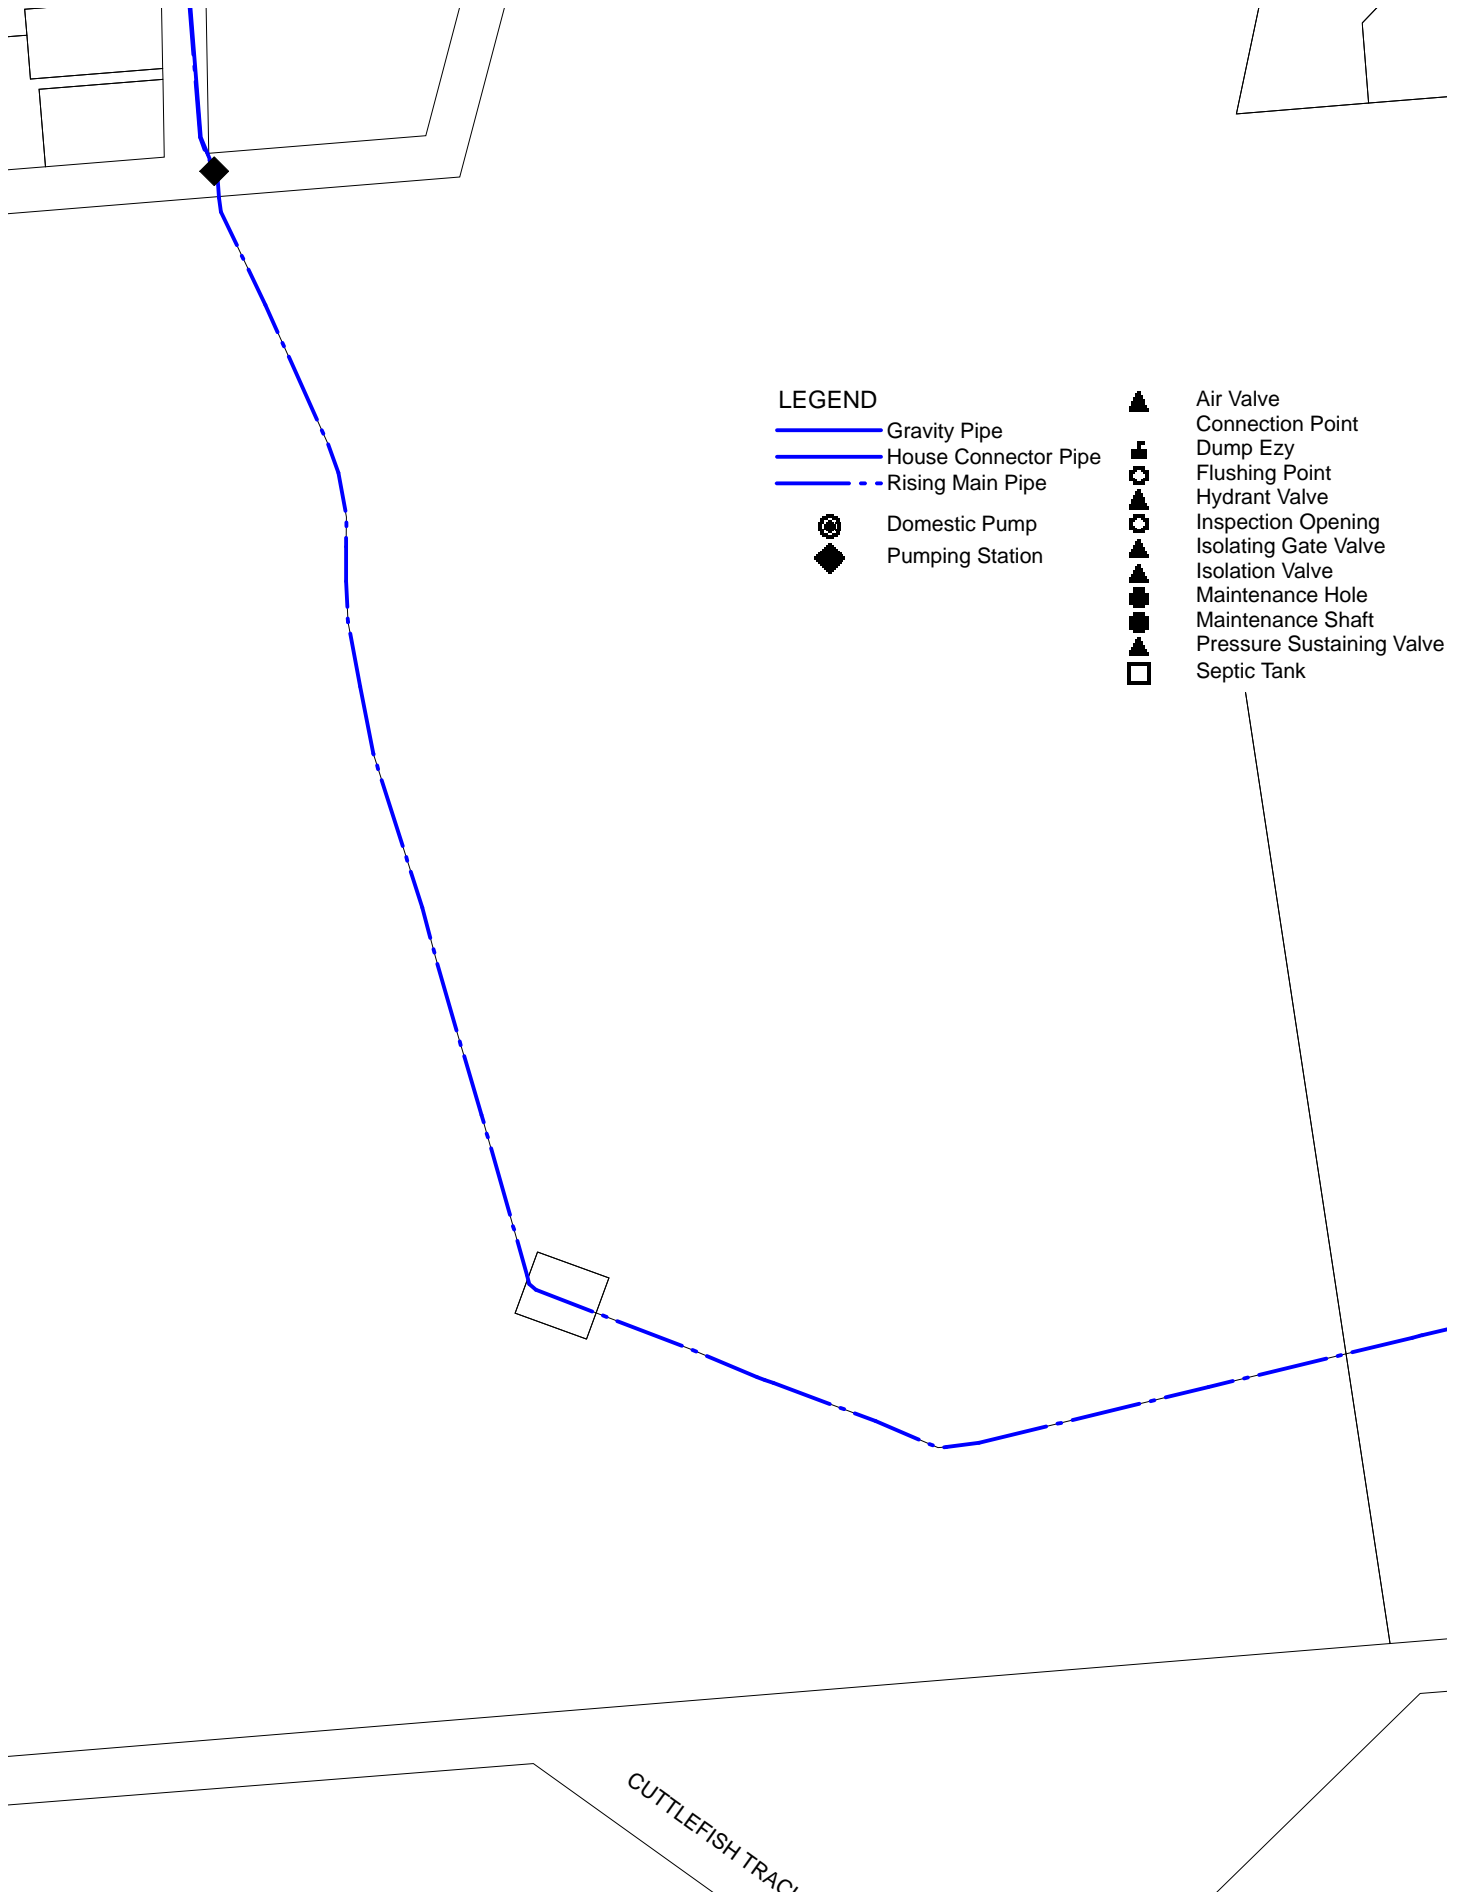 LEGEND
Gravity Pipe
House Connector Pipe
Rising Main Pipe
Domestic Pump
Pumping Station
Air Valve
Connection Point
Dump Ezy
Flushing Point
Hydrant Valve
Inspection Opening
Isolating Gate Valve
Isolation Valve
Maintenance Hole
Maintenance Shaft
Pressure Sustaining Valve
Septic Tank
CUTTLEFISH